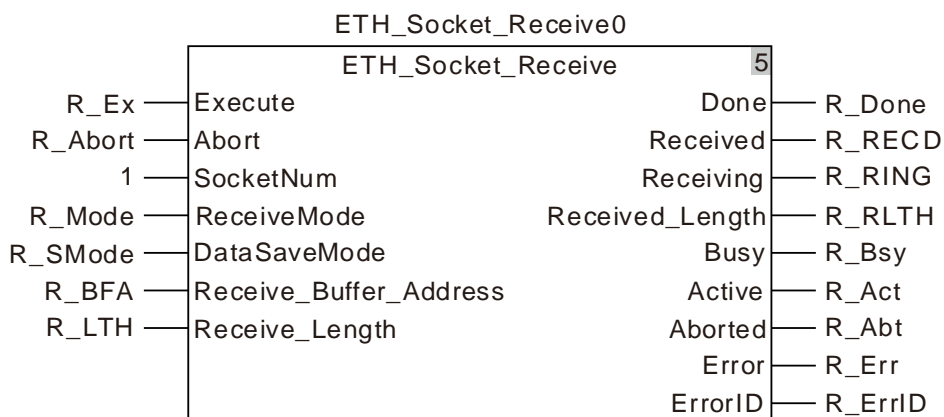 ETH_Socket_Receive0
ETH_Socket_Receive 5
R_Ex Execute Done R_Done
R_Abort Abort Received R_RECD
1 SocketNum Receiving R_RING
R_Mode ReceiveMode Received_Length R_RLTH
R_SMode DataSaveMode Busy R_Bsy
R_BFA Receive_Buffer_Address Active R_Act
R_LTH Receive_Length Aborted R_Abt
Error R_Err
ErrorID R_ErrID